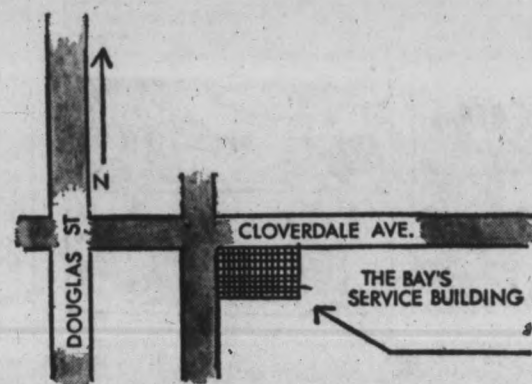 N
DOUGLAS ST
CLOVERDALE AVE.
THE BAY'S
SERVICE BUILDING